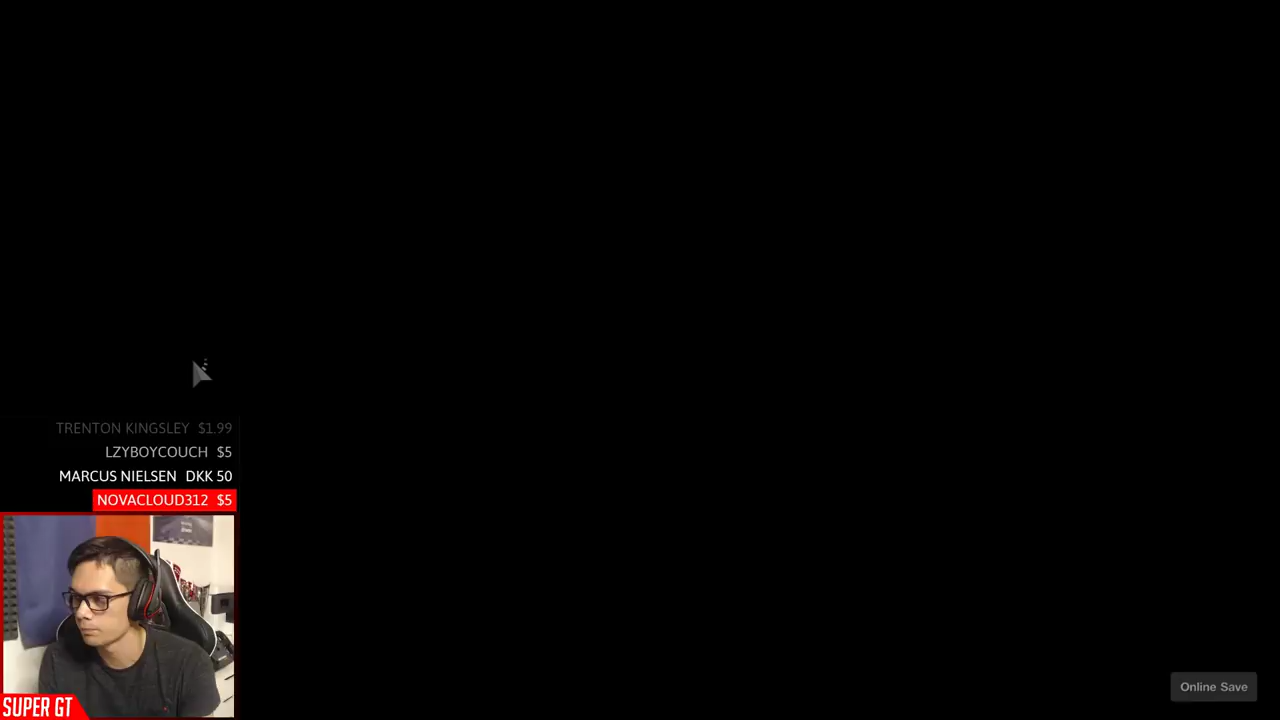 TRENTON KINGSLEY $1.99
LZYBOYCOUCH $5
MARCUS NIELSEN DKK 50
NOVACLOUD312 $5
SUPER GT
Online Save